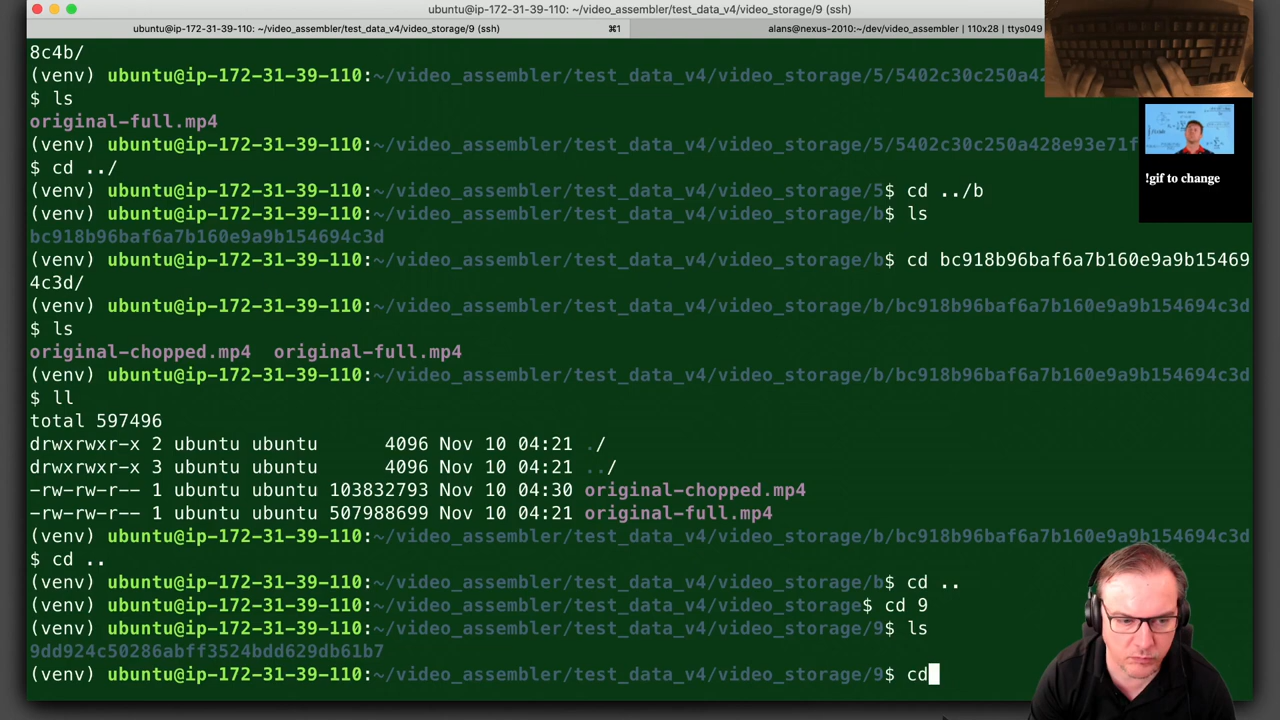 ubuntu@ip-172-31-39-110: ~/video_assembler/test_data_v4/video_storage/9 (ssh)
ubuntu@ip-172-31-39-110: ~/video_assembler/test_data_v4/video_storage/9 (ssh) ⌘1 alans@nexus-2010:~/dev/video_assembler | 110x28 | ttys049
8c4b/
(venv) ubuntu@ip-172-31-39-110:~/video_assembler/test_data_v4/video_storage/5/5402c30c250a42
$ ls
original-full.mp4
(venv) ubuntu@ip-172-31-39-110:~/video_assembler/test_data_v4/video_storage/5/5402c30c250a428e93e71f
$ cd ../
(venv) ubuntu@ip-172-31-39-110:~/video_assembler/test_data_v4/video_storage/5$ cd ../b
!gif to change
(venv) ubuntu@ip-172-31-39-110:~/video_assembler/test_data_v4/video_storage/b$ ls
bc918b96baf6a7b160e9a9b154694c3d
(venv) ubuntu@ip-172-31-39-110:~/video_assembler/test_data_v4/video_storage/b$ cd bc918b96baf6a7b160e9a9b15469
4c3d/
(venv) ubuntu@ip-172-31-39-110:~/video_assembler/test_data_v4/video_storage/b/bc918b96baf6a7b160e9a9b154694c3d
$ ls
original-chopped.mp4  original-full.mp4
(venv) ubuntu@ip-172-31-39-110:~/video_assembler/test_data_v4/video_storage/b/bc918b96baf6a7b160e9a9b154694c3d
$ ll
total 597496
drwxrwxr-x 2 ubuntu ubuntu      4096 Nov 10 04:21 ./
drwxrwxr-x 3 ubuntu ubuntu      4096 Nov 10 04:21 ../
-rw-rw-r-- 1 ubuntu ubuntu 103832793 Nov 10 04:30 original-chopped.mp4
-rw-rw-r-- 1 ubuntu ubuntu 507988699 Nov 10 04:21 original-full.mp4
(venv) ubuntu@ip-172-31-39-110:~/video_assembler/test_data_v4/video_storage/b/bc918b96baf6a7b160e9a9b154694c3d
$ cd ..
(venv) ubuntu@ip-172-31-39-110:~/video_assembler/test_data_v4/video_storage/b$ cd ..
(venv) ubuntu@ip-172-31-39-110:~/video_assembler/test_data_v4/video_storage$ cd 9
(venv) ubuntu@ip-172-31-39-110:~/video_assembler/test_data_v4/video_storage/9$ ls
9dd924c50286abff3524bdd629db61b7
(venv) ubuntu@ip-172-31-39-110:~/video_assembler/test_data_v4/video_storage/9$ cd